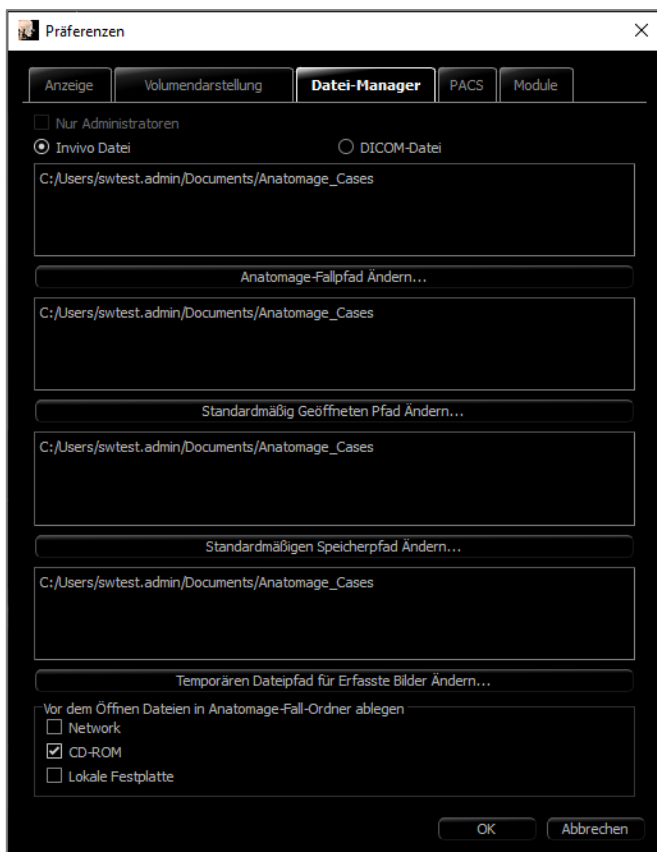 Präferenzen
Anzeige Volumendarstellung Datei-Manager PACS Module
Nur Administratoren
Invivo Datei DICOM-Datei
C:/Users/swtest.admin/Documents/Anatomage_Cases
Anatomage-Fallpfad Ändern...
C:/Users/swtest.admin/Documents/Anatomage_Cases
Standardmäßig Geöffneten Pfad Ändern...
C:/Users/swtest.admin/Documents/Anatomage_Cases
Standardmäßigen Speicherpfad Ändern...
C:/Users/swtest.admin/Documents/Anatomage_Cases
Temporären Dateipfad für Erfasste Bilder Ändern...
Vor dem Öffnen Dateien in Anatomage-Fall-Ordner ablegen
Network
CD-ROM
Lokale Festplatte
OK Abbrechen